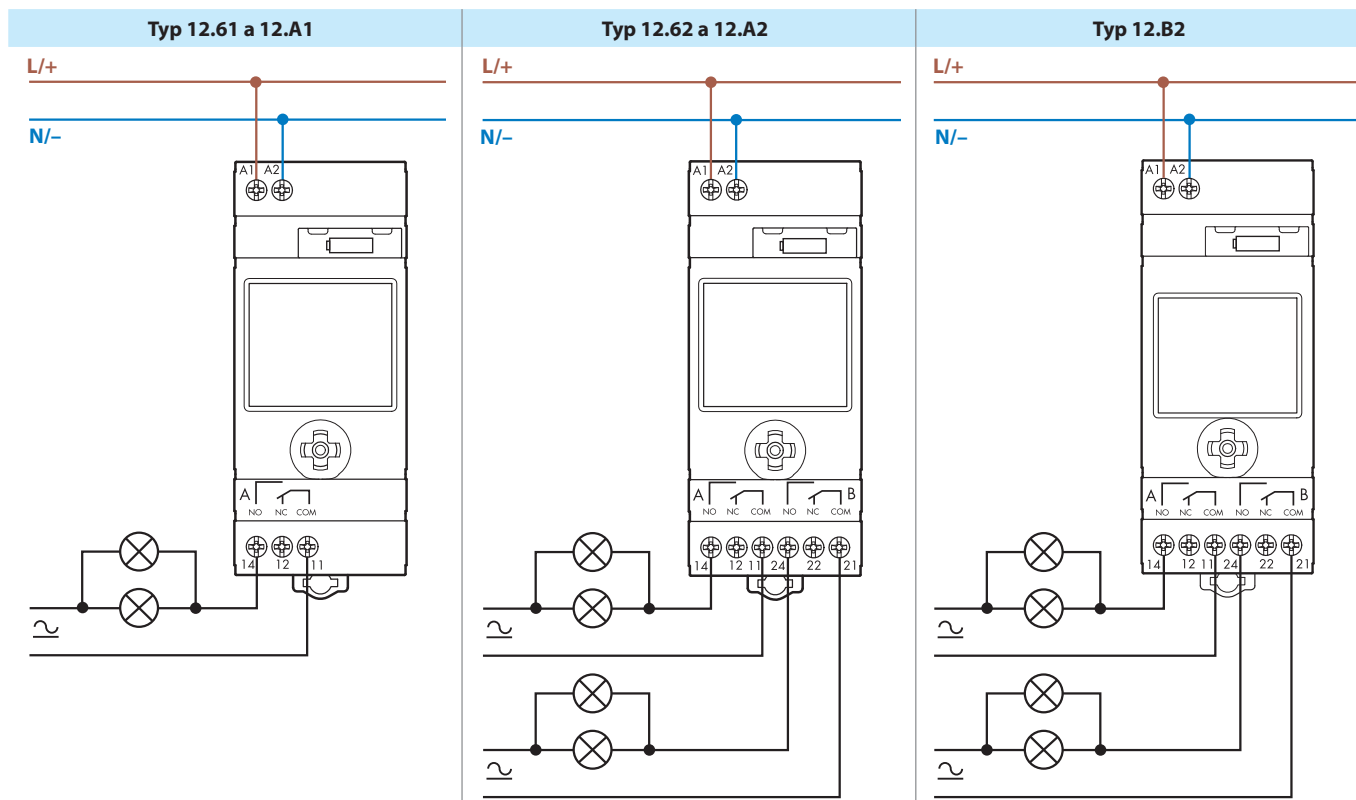 Typ 12.61 a 12.A1
L/+
N/–
A1 A2
A
NO NC COM
14 12 11
Typ 12.62 a 12.A2
L/+
N/–
A1 A2
A B
NO NC COM NO NC COM
14 12 11 24 22 21
Typ 12.B2
L/+
N/–
A1 A2
A B
NO NC COM NO NC COM
14 12 11 24 22 21